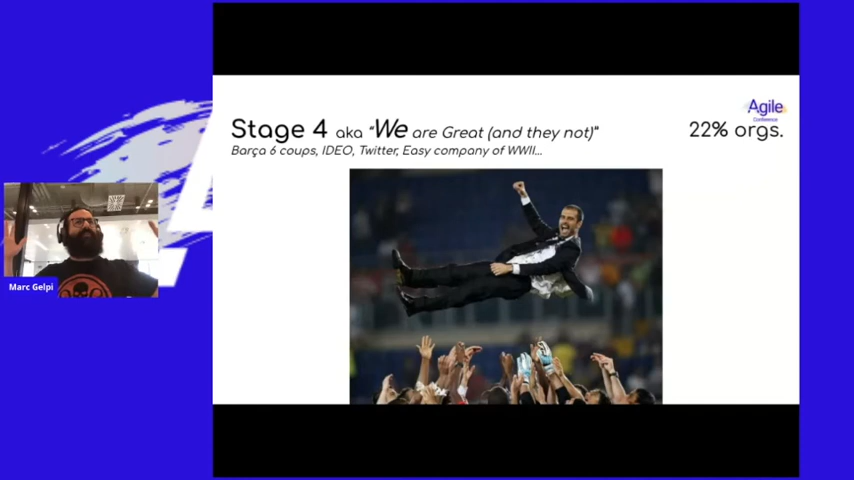 Agile
Conference
Stage 4 aka "We are Great (and they not)"
22% orgs.
Barça 6 coups, IDEO, Twitter, Easy company of WWII...
Marc Gelpi